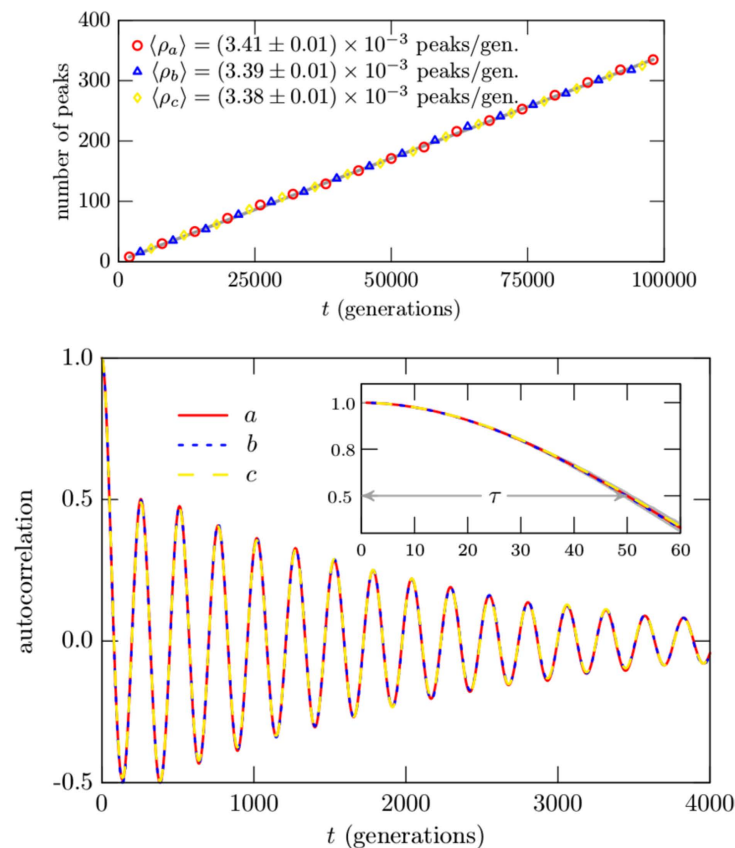 400
300
200
100
0
number of peaks
⟨ρ_a⟩ = (3.41 ± 0.01) × 10⁻³ peaks/gen.
⟨ρ_b⟩ = (3.39 ± 0.01) × 10⁻³ peaks/gen.
⟨ρ_c⟩ = (3.38 ± 0.01) × 10⁻³ peaks/gen.
0 25000 50000 75000 100000
t (generations)
1.0
0.5
0.0
-0.5
autocorrelation
a
b
c
1.0
0.8
0.5
τ
0 10 20 30 40 50 60
0 1000 2000 3000 4000
t (generations)